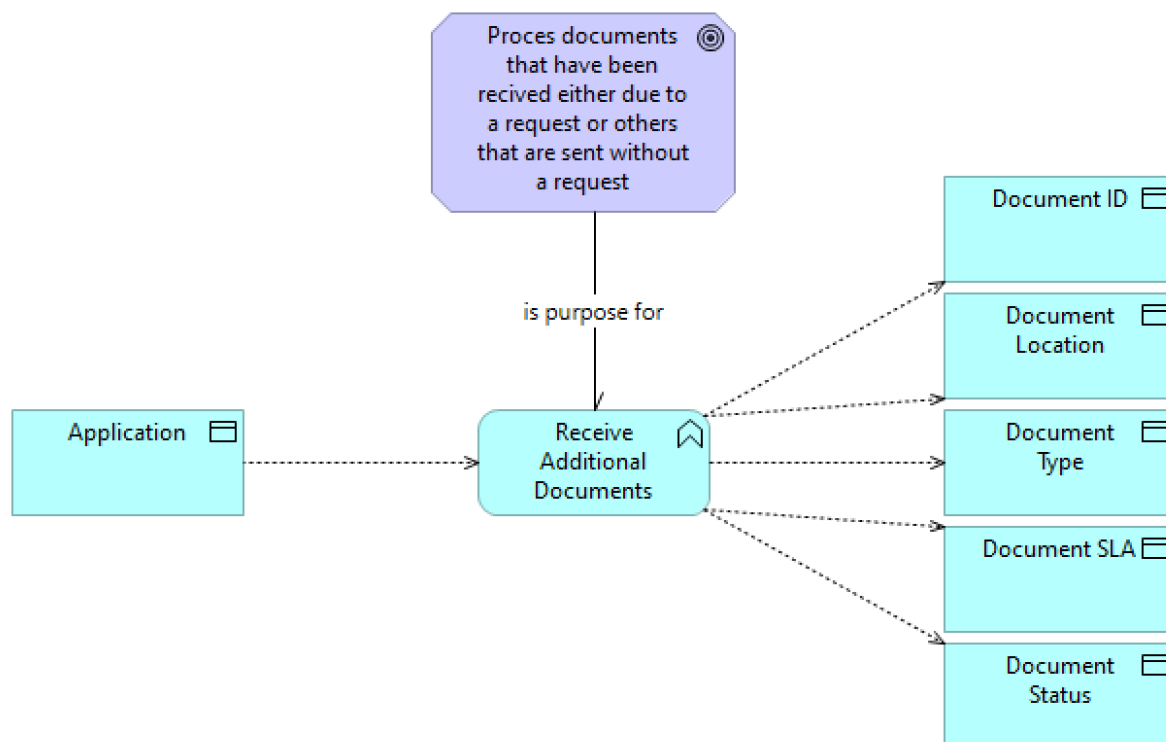 Proces documents
that have been
recived either due to
a request or others
that are sent without
a request
Document ID
is purpose for
Document
Location
Application
Receive
Additional
Documents
Document
Type
Document SLA
Document
Status